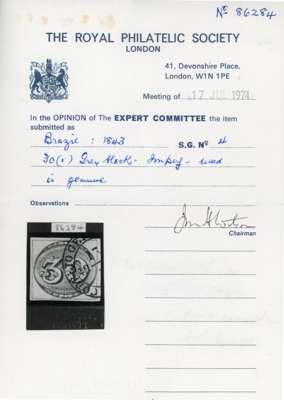 Nº 86284
THE ROYAL PHILATELIC SOCIETY
LONDON
41, Devonshire Place,
London, W1N 1PE
Meeting of 17 JUL 1974
In the OPINION of The EXPERT COMMITTEE the item
submitted as
Brazil : 1843 S.G. Nº 4
30(r) Grey black. Imperf - used
is genuine
Observations
Chairman
86284